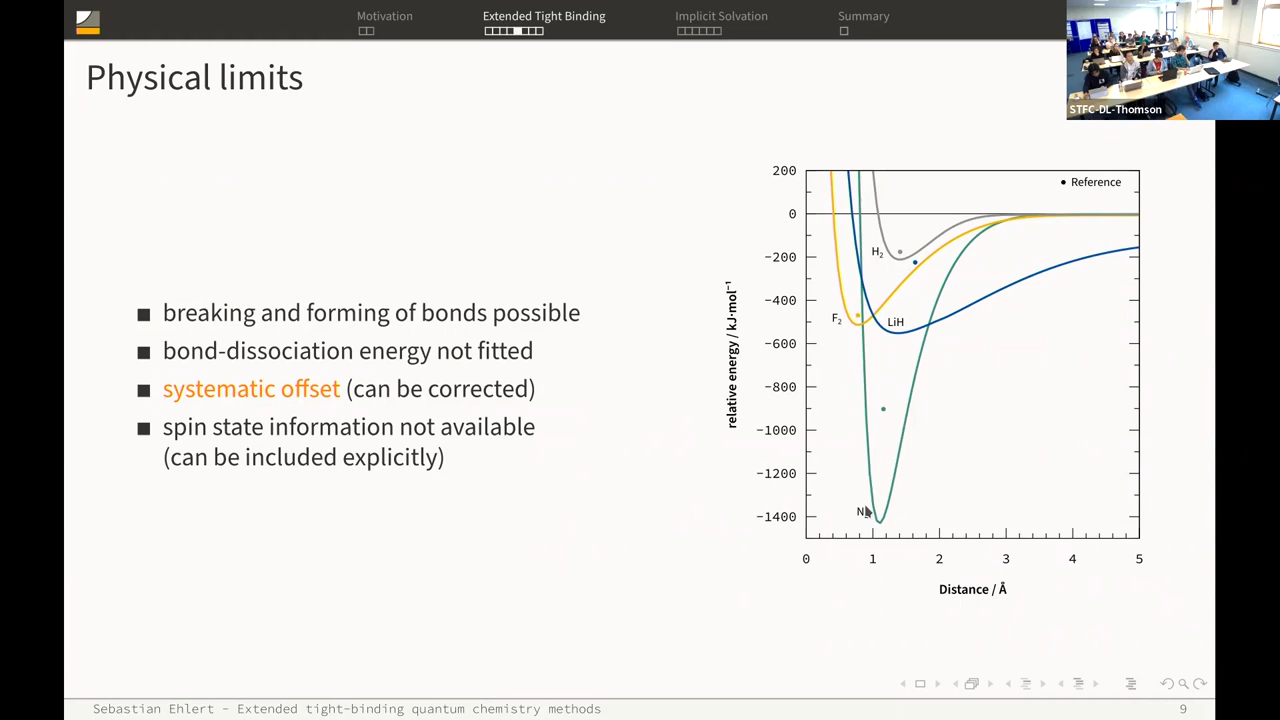 Motivation
Extended Tight Binding
Implicit Solvation
Summary
STFC-DL-Thomson
Physical limits
breaking and forming of bonds possible
bond-dissociation energy not fitted
systematic offset (can be corrected)
spin state information not available
(can be included explicitly)
200
0
−200
−400
−600
−800
−1000
−1200
−1400
relative energy / kJ·mol⁻¹
Reference
H₂
F₂
LiH
0
1
2
3
4
5
Distance / Å
Sebastian Ehlert – Extended tight-binding quantum chemistry methods
9